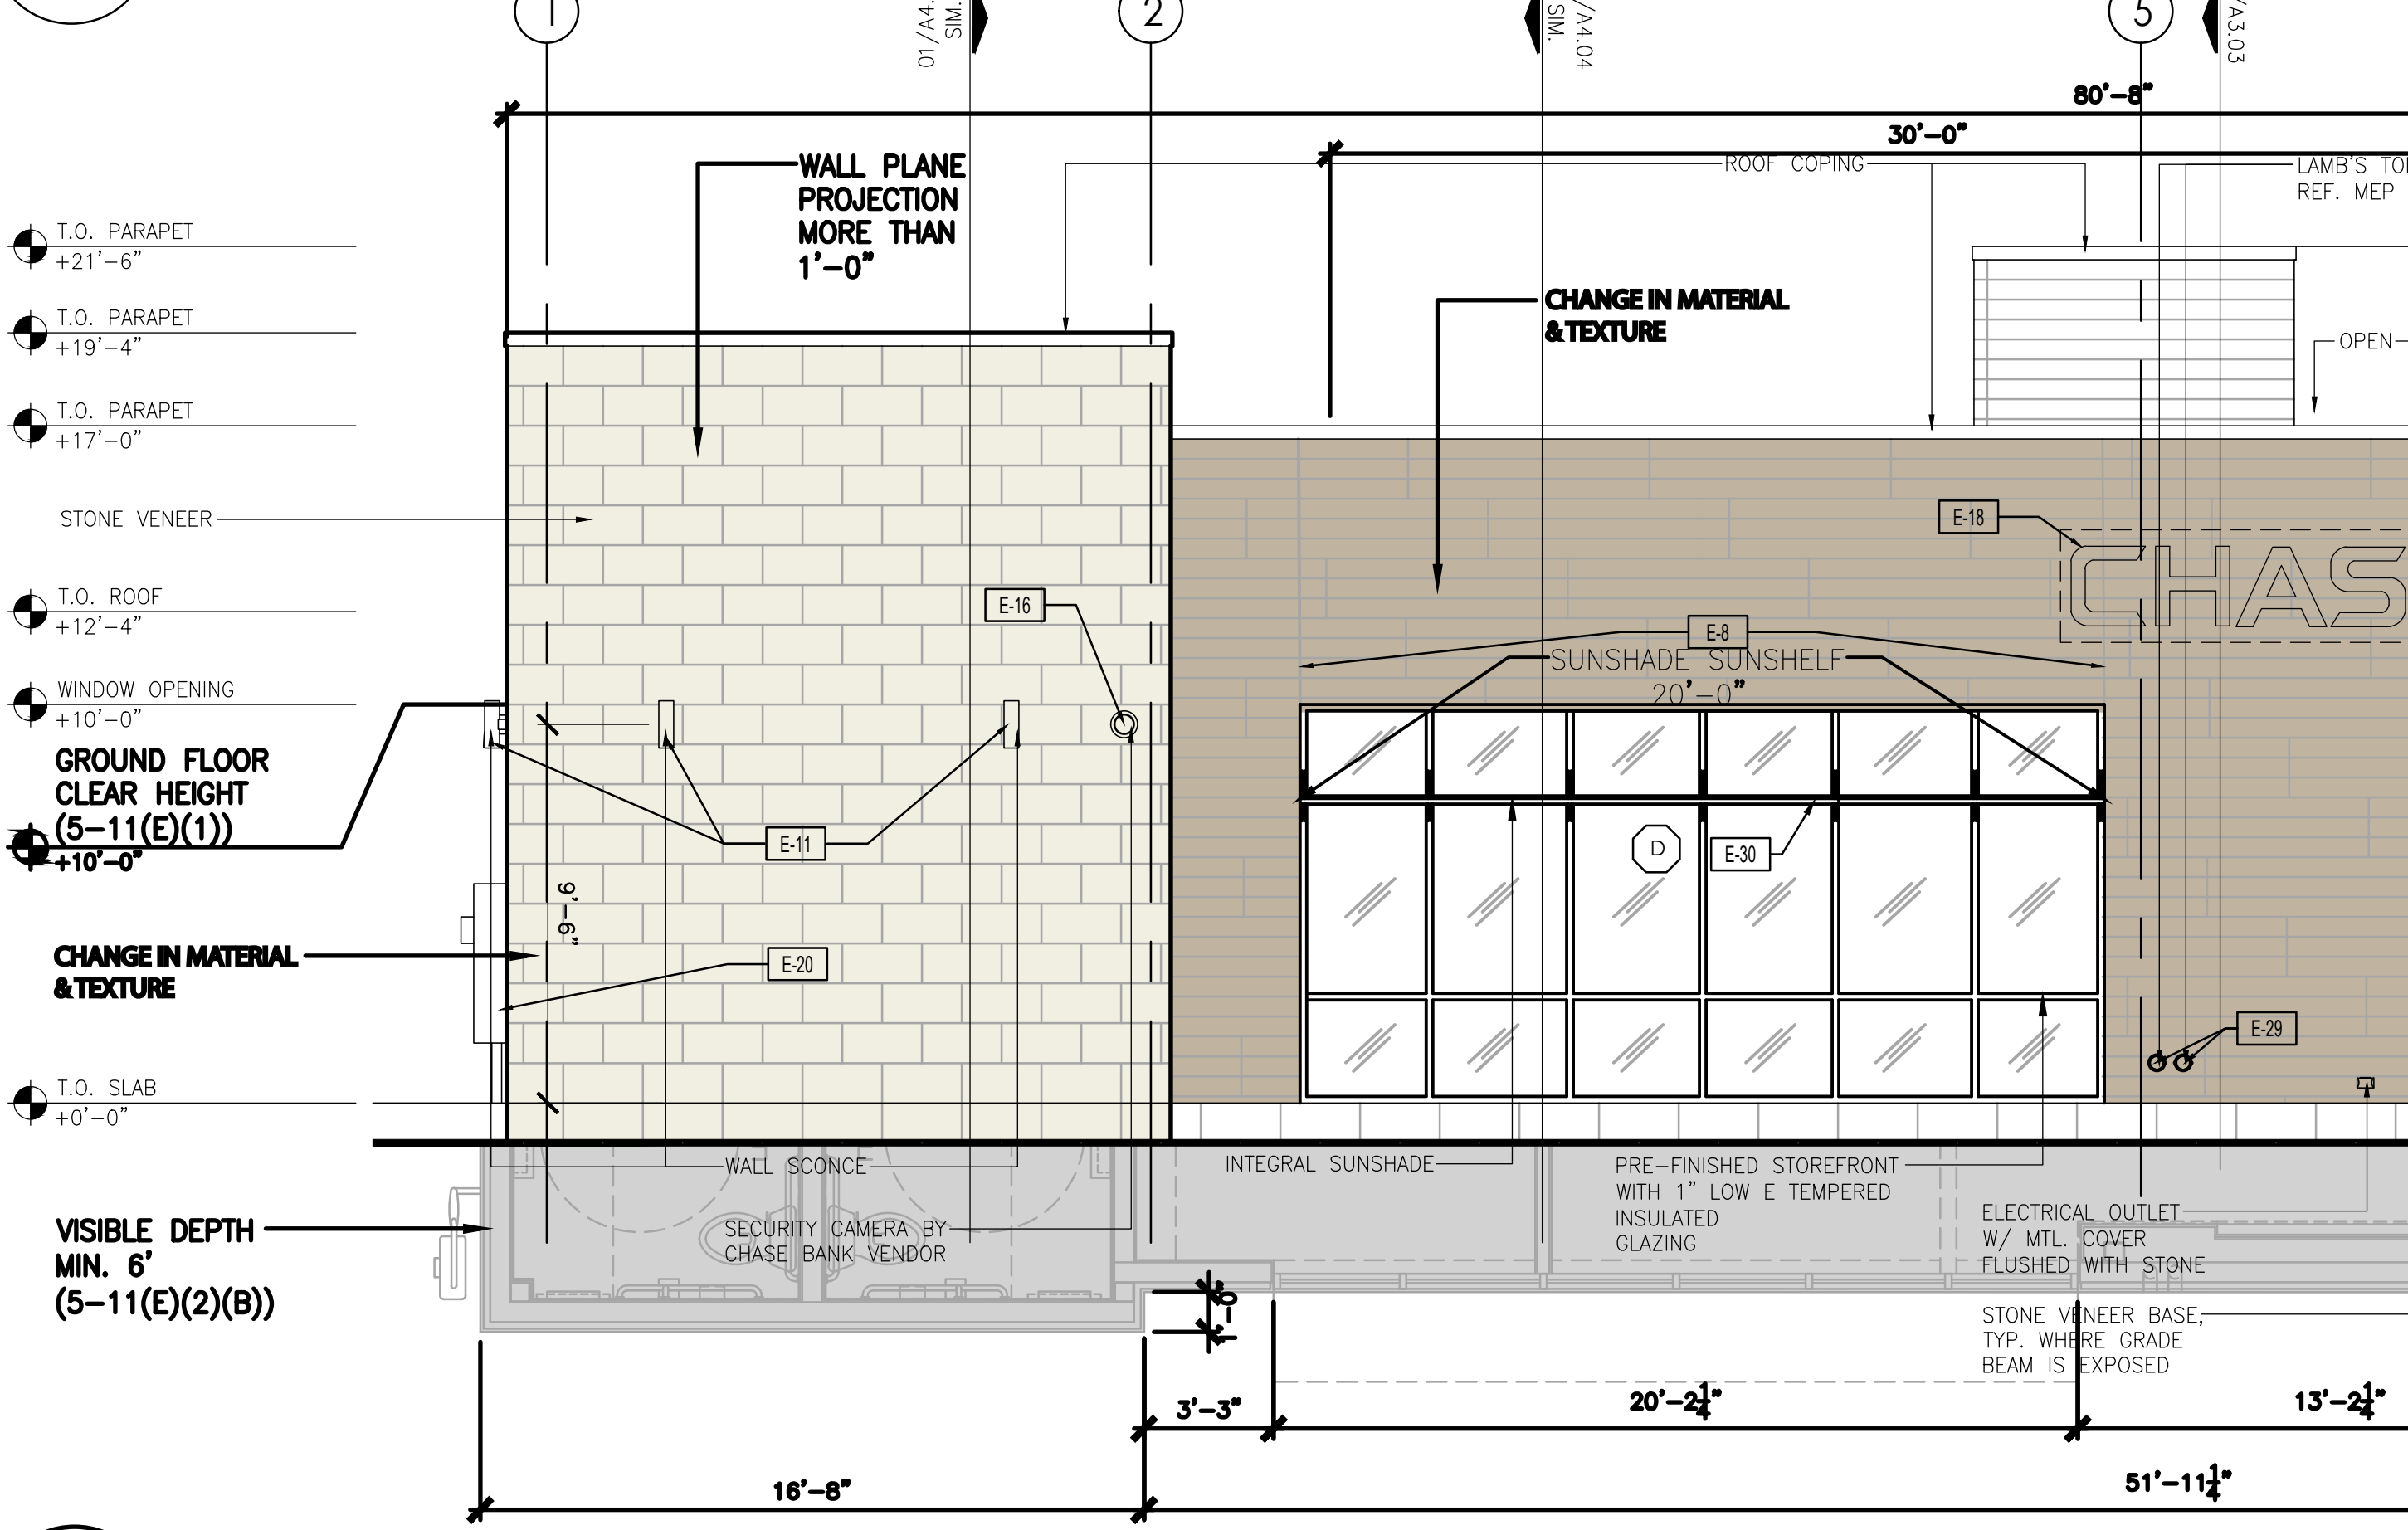 1
2
5
01/A4.
SIM.
SIM.
/A4.04
/A3.03
80'-8"
30'-0"
WALL PLANE
PROJECTION
MORE THAN
1'-0"
ROOF COPING
LAMB'S
REF. MEP
T.O. PARAPET
+21'-6"
CHANGE IN MATERIAL
& TEXTURE
T.O. PARAPET
+19'-4"
OPEN
T.O. PARAPET
+17'-0"
STONE VENEER
E-18
CHAS
T.O. ROOF
+12'-4"
E-16
E-8
SUNSHADE SUNSHELF
20'-0"
WINDOW OPENING
+10'-0"
GROUND FLOOR
CLEAR HEIGHT
(5-11(E)(1))
+10'-0"
E-11
D
E-30
9'-6"
CHANGE IN MATERIAL
& TEXTURE
E-20
E-29
T.O. SLAB
+0'-0"
WALL SCONCE
INTEGRAL SUNSHADE
PRE-FINISHED STOREFRONT
WITH 1" LOW E TEMPERED
INSULATED
GLAZING
VISIBLE DEPTH
MIN. 6'
(5-11(E)(2)(B))
SECURITY CAMERA BY
CHASE BANK VENDOR
ELECTRICAL OUTLET
W/ MTL. COVER
FLUSHED WITH STONE
1'-0"
STONE VENEER BASE,
TYP. WHERE GRADE
BEAM IS EXPOSED
3'-3"
20'-2¼"
13'-2¼"
16'-8"
51'-11¼"